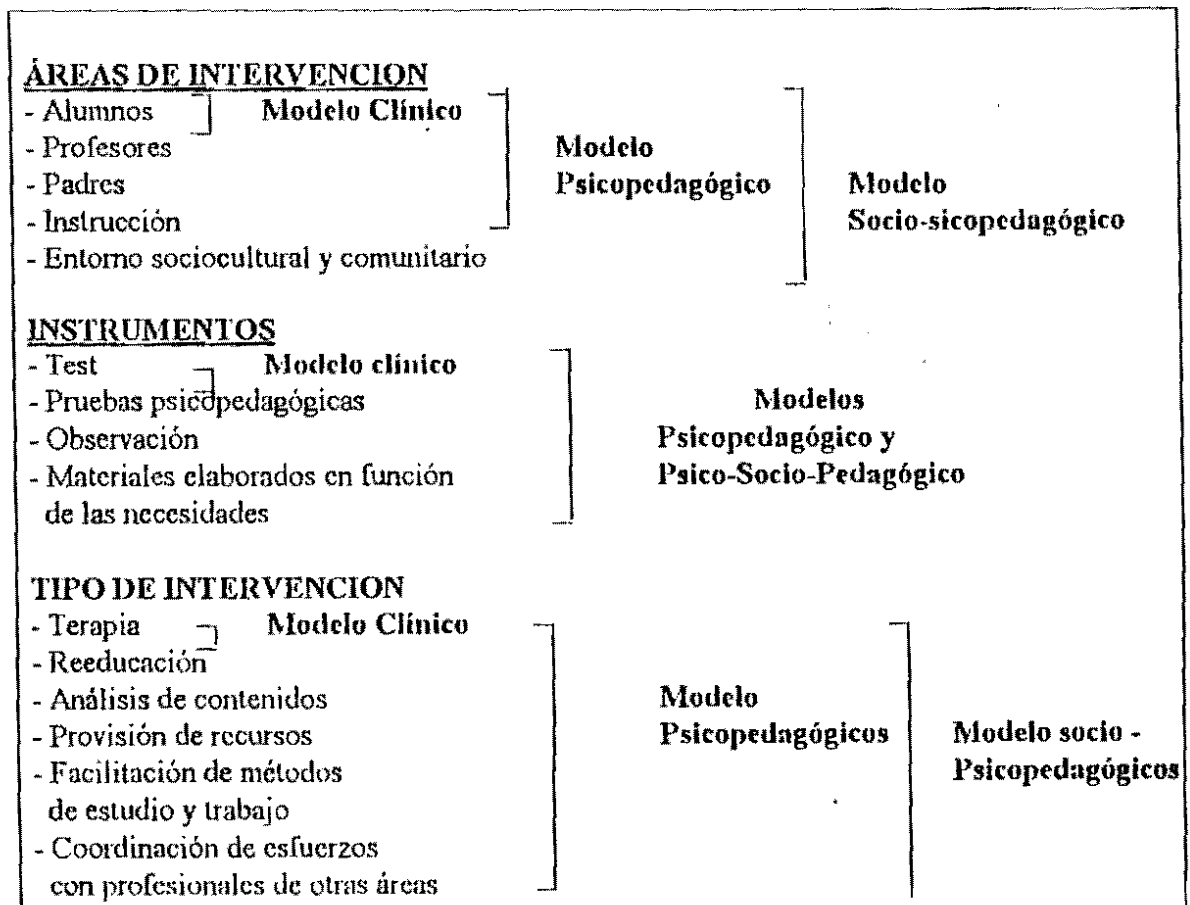 ÁREAS DE INTERVENCION
- Alumnos Modelo Clínico
- Profesores Modelo
- Padres Psicopedagógico Modelo
- Instrucción Socio-sicopedagógico
- Entorno sociocultural y comunitario
INSTRUMENTOS
- Test Modelo clínico
- Pruebas psicopedagógicas Modelos
- Observación Psicopedagógico y
- Materiales elaborados en función Psico-Socio-Pedagógico
de las necesidades
TIPO DE INTERVENCION
- Terapia Modelo Clínico
- Reeducación
- Análisis de contenidos Modelo
- Provisión de recursos Psicopedagógicos Modelo socio -
- Facilitación de métodos Psicopedagógicos
de estudio y trabajo
- Coordinación de esfuerzos
con profesionales de otras áreas